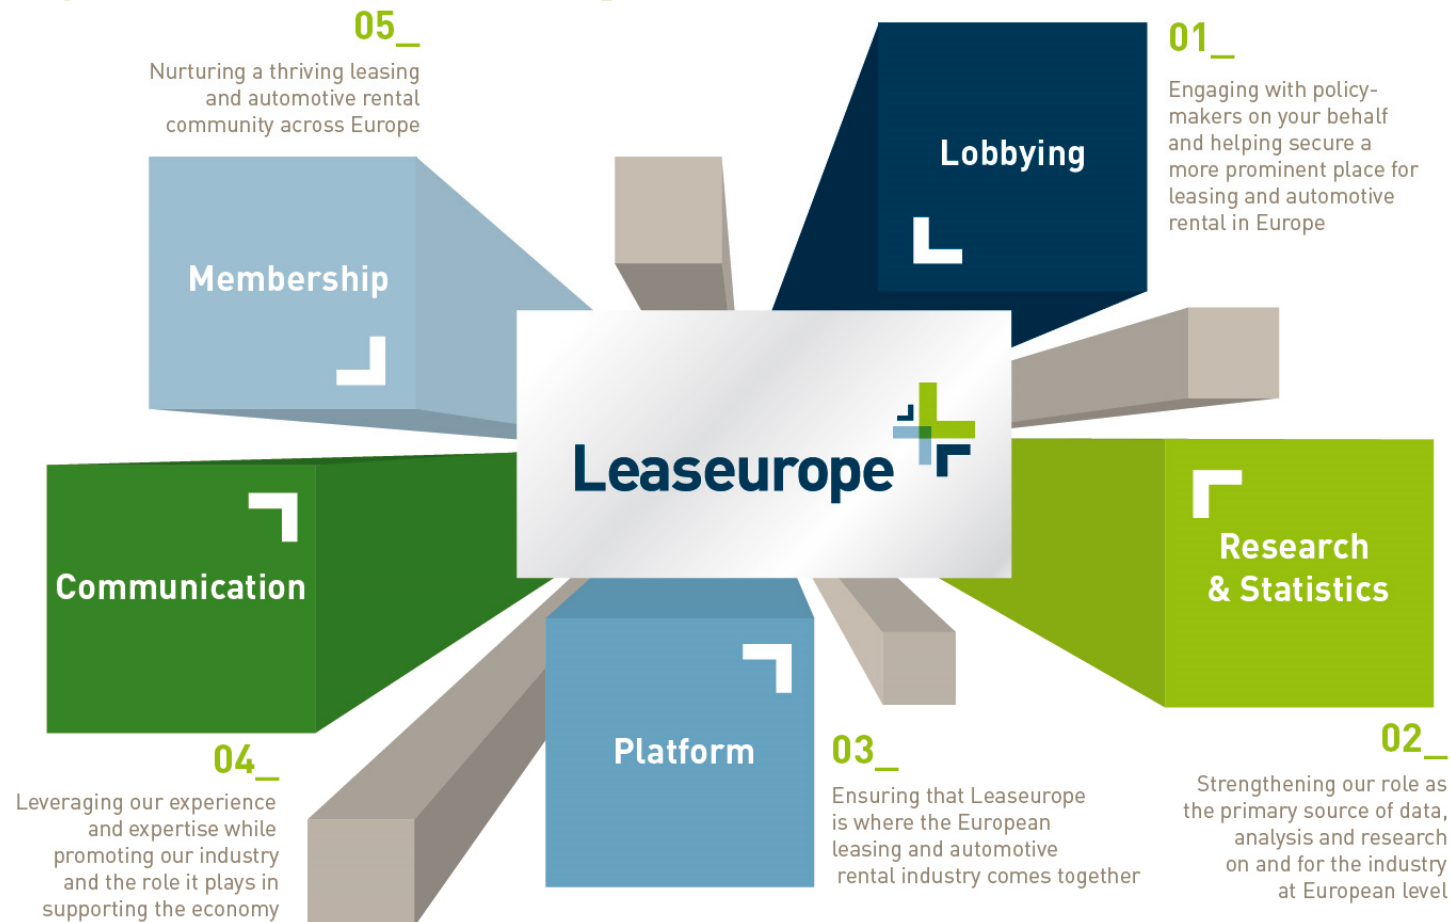 05_
Nurturing a thriving leasing
and automotive rental
community across Europe
01_
Engaging with policy-
makers on your behalf
and helping secure a
more prominent place for
leasing and automotive
rental in Europe
Lobbying
Membership
Leaseurope
Communication
Research
& Statistics
Platform
04_
Leveraging our experience
and expertise while
promoting our industry
and the role it plays in
supporting the economy
03_
Ensuring that Leaseurope
is where the European
leasing and automotive
rental industry comes together
02_
Strengthening our role as
the primary source of data,
analysis and research
on and for the industry
at European level